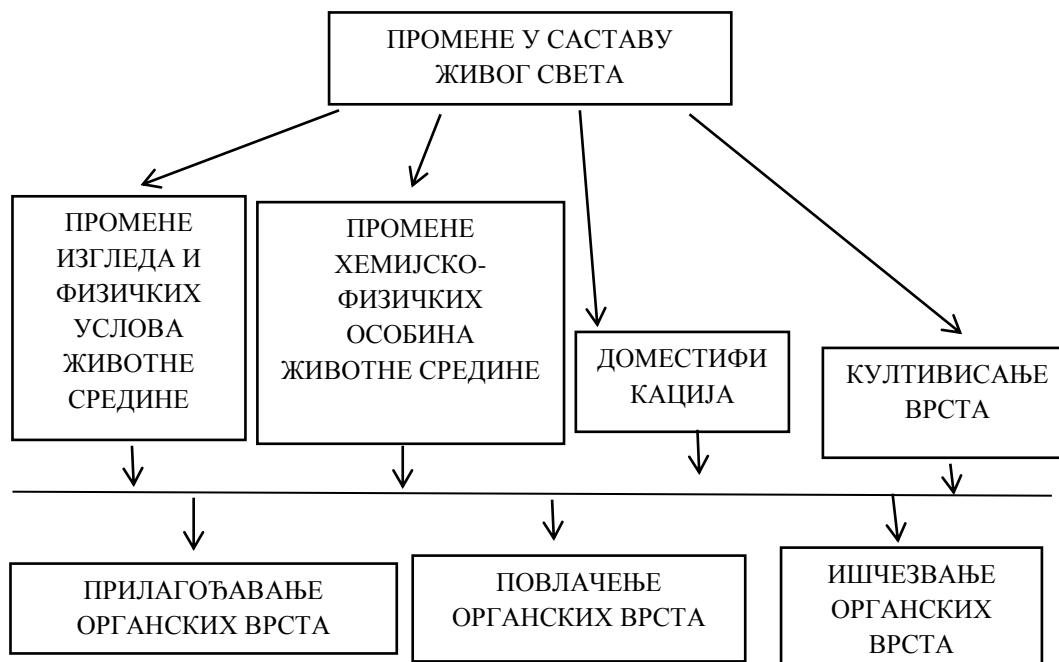 ПРОМЕНЕ У САСТАВУ
ЖИВОГ СВЕТА
ПРОМЕНЕ
ИЗГЛЕДА И
ФИЗИЧКИХ
УСЛОВА
ЖИВОТНЕ
СРЕДИНЕ
ПРОМЕНЕ
ХЕМИЈСКО-
ФИЗИЧКИХ
ОСОБИНА
ЖИВОТНЕ СРЕДИНЕ
ДОМЕСТИФИ
КАЦИЈА
КУЛТИВИСАЊЕ
ВРСТА
ПРИЛАГОЂАВАЊЕ
ОРГАНСКИХ ВРСТА
ПОВЛАЧЕЊЕ
ОРГАНСКИХ ВРСТА
ИШЧЕЗВАЊЕ
ОРГАНСКИХ
ВРСТА